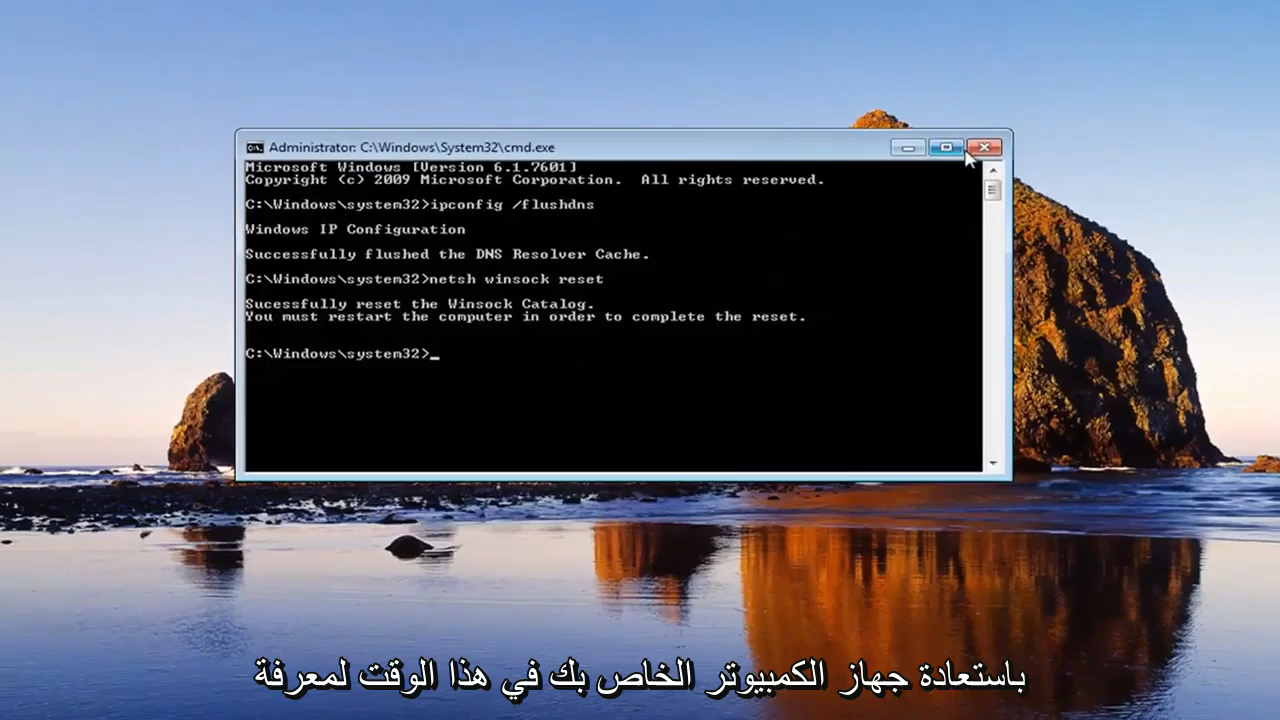 Administrator: C:\Windows\System32\cmd.exe
Microsoft Windows [Version 6.1.7601]
Copyright (c) 2009 Microsoft Corporation.  All rights reserved.
C:\Windows\system32>ipconfig /flushdns
Windows IP Configuration
Successfully flushed the DNS Resolver Cache.
C:\Windows\system32>netsh winsock reset
Sucessfully reset the Winsock Catalog.
You must restart the computer in order to complete the reset.
C:\Windows\system32>_
باستعادة جهاز الكمبيوتر الخاص بك في هذا الوقت لمعرفة